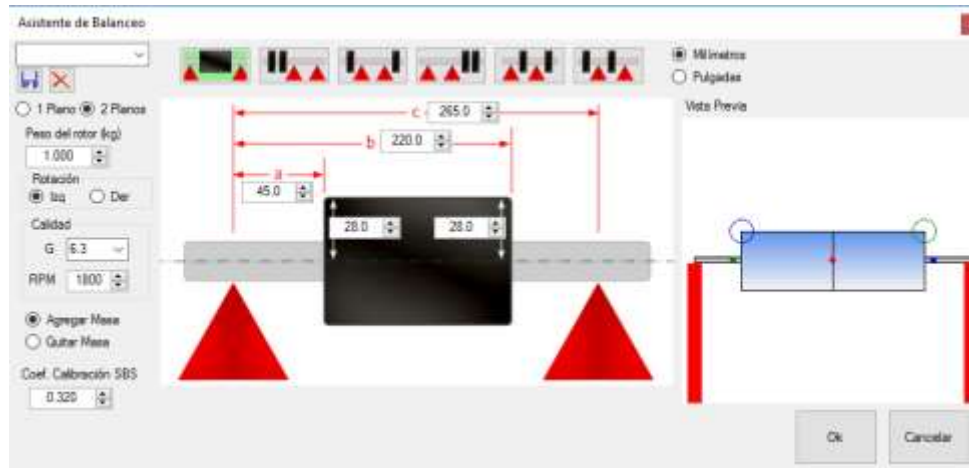 Asistente de Balanceo
1 Plano 2 Planos
Peso del rotor (kg)
1.000
Rotación
Izq Der
Calidad
G 6.3
RPM 1800
Agregar Masa
Quitar Masa
Coef. Calibración SBS
0.320
c 265.0
b 220.0
a
45.0
28.0 28.0
Milímetros
Pulgadas
Vista Previa
Ok Cancelar